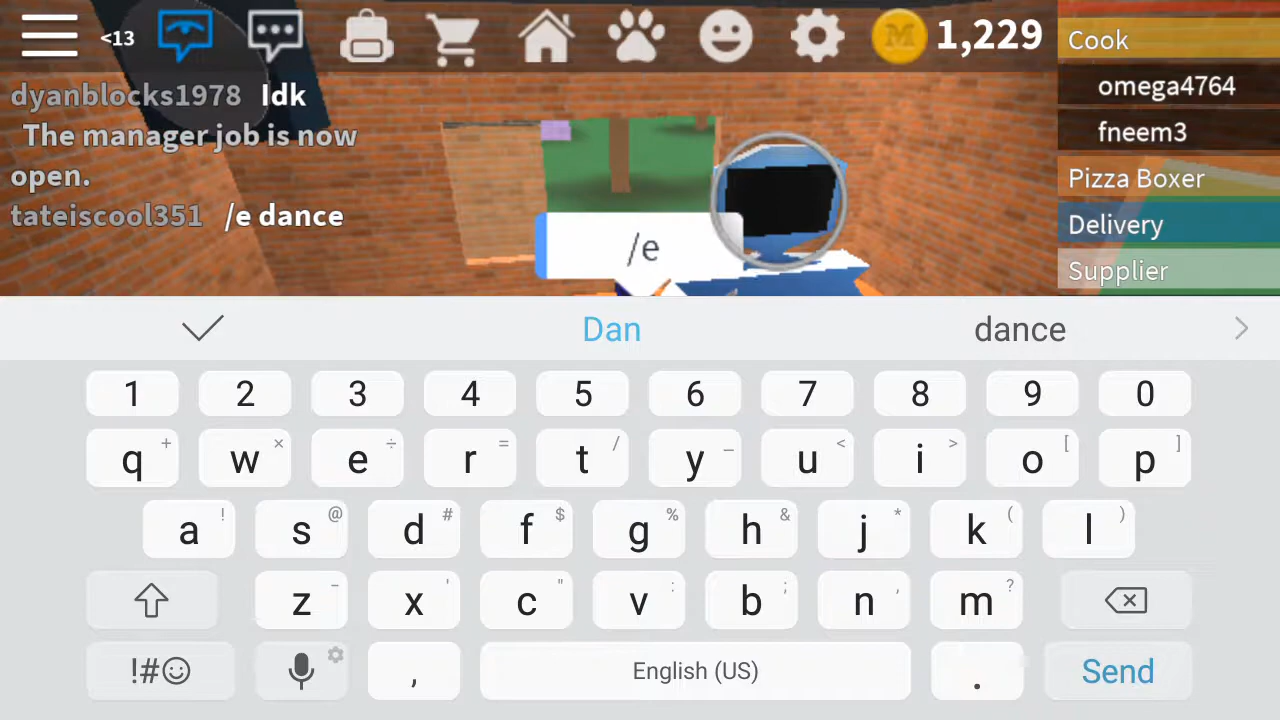 <13
1,229
dyanblocks1978 Idk
The manager job is now
open.
tateiscool351 /e dance
Cook
omega4764
fneem3
Pizza Boxer
Delivery
Supplier
/e
Dan dance
1 2 3 4 5 6 7 8 9 0
q + w × e ÷ r = t / y _ u < i > o [ p ]
a ! s @ d # f $ g % h & j * k ( l )
z - x ' c " v : b ; n , m ?
!#☺ , English (US) . Send